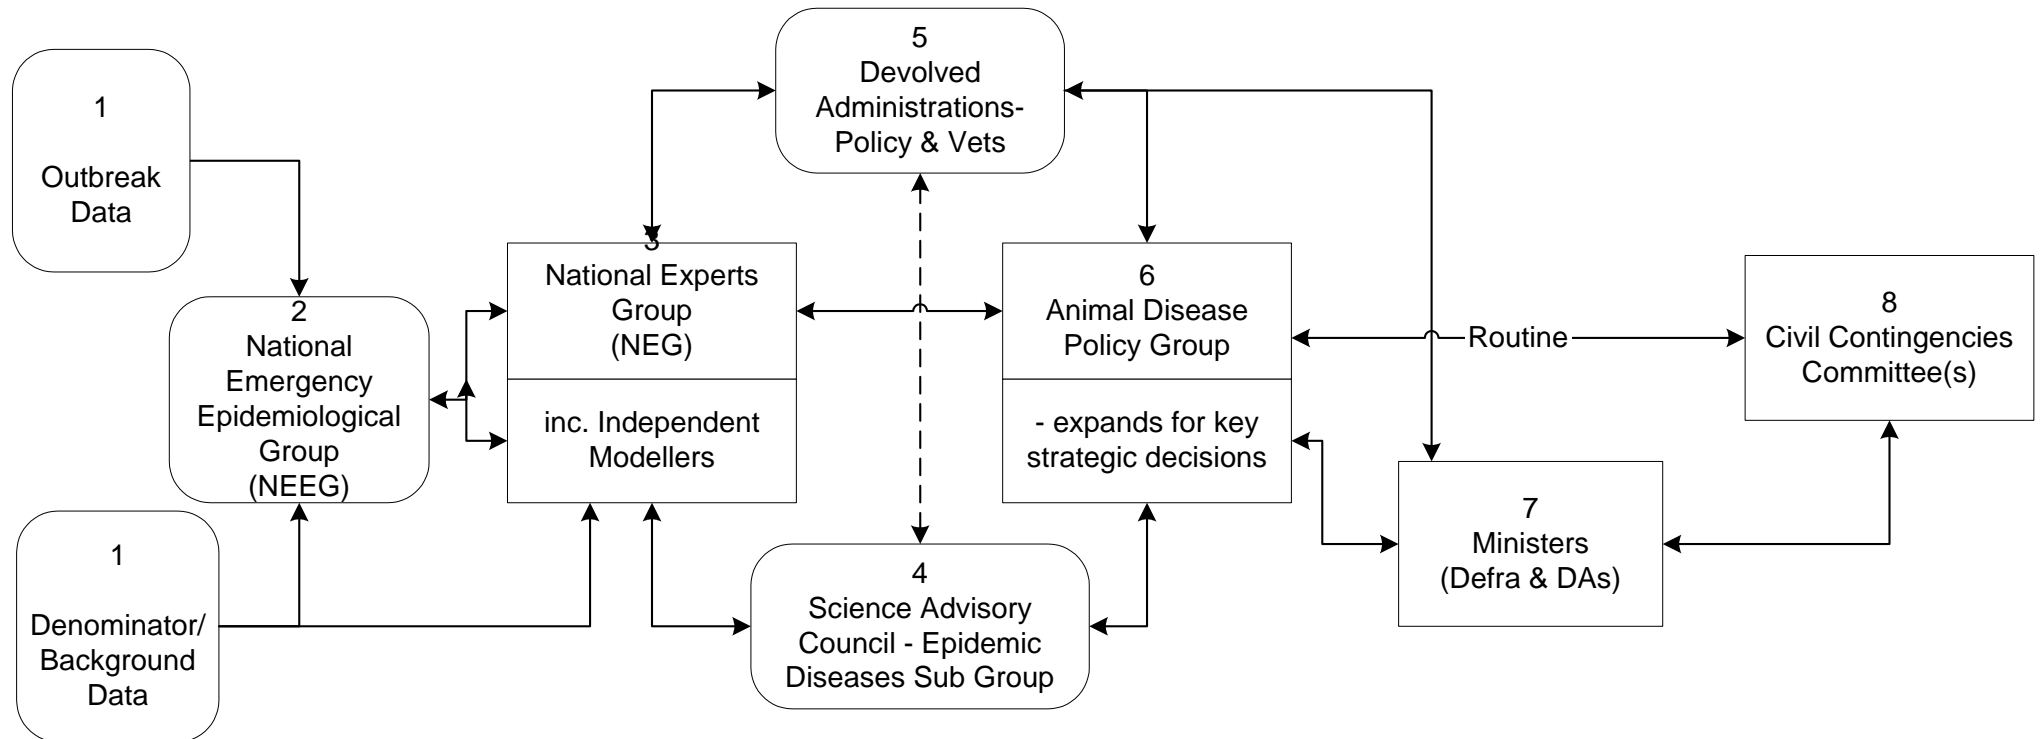 1
Outbreak
Data
1
Denominator/
Background
Data
2
National
Emergency
Epidemiological
Group
(NEEG)
3
National Experts
Group
(NEG)
inc. Independent
Modellers
4
Science Advisory
Council - Epidemic
Diseases Sub Group
5
Devolved
Administrations-
Policy & Vets
6
Animal Disease
Policy Group
- expands for key
strategic decisions
Routine
7
Ministers
(Defra & DAs)
8
Civil Contingencies
Committee(s)